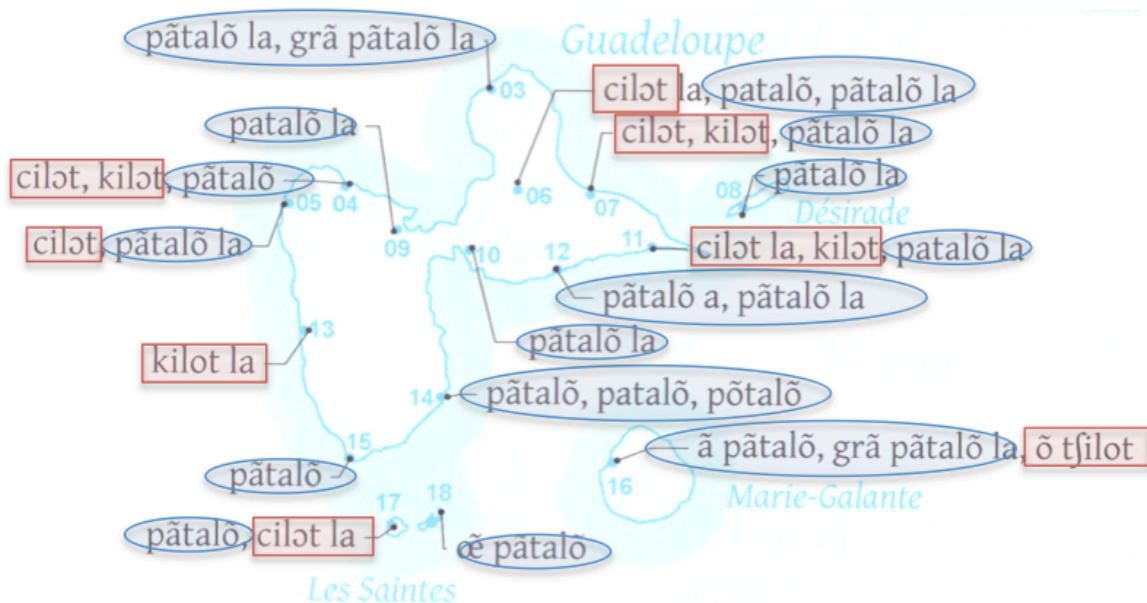 pãtalõ la, grã pãtalõ la
Guadeloupe
03
cilɔt la, patalõ, pãtalõ la
patalõ la
cilɔt, kilɔt, pãtalõ la
cilɔt, kilɔt, pãtalõ
pãtalõ la
08
05 04
06
07
Désirade
cilɔt, pãtalõ la
09
10
12
11
cilɔt la, kilɔt, patalõ la
pãtalõ a, pãtalõ la
13
pãtalõ la
kilot la
14
pãtalõ, patalõ, põtalõ
15
ã pãtalõ, grã pãtalõ la, õ tʃilot
pãtalõ
16
Marie-Galante
17
18
pãtalõ, cilɔt la
œ̃ pãtalõ
Les Saintes